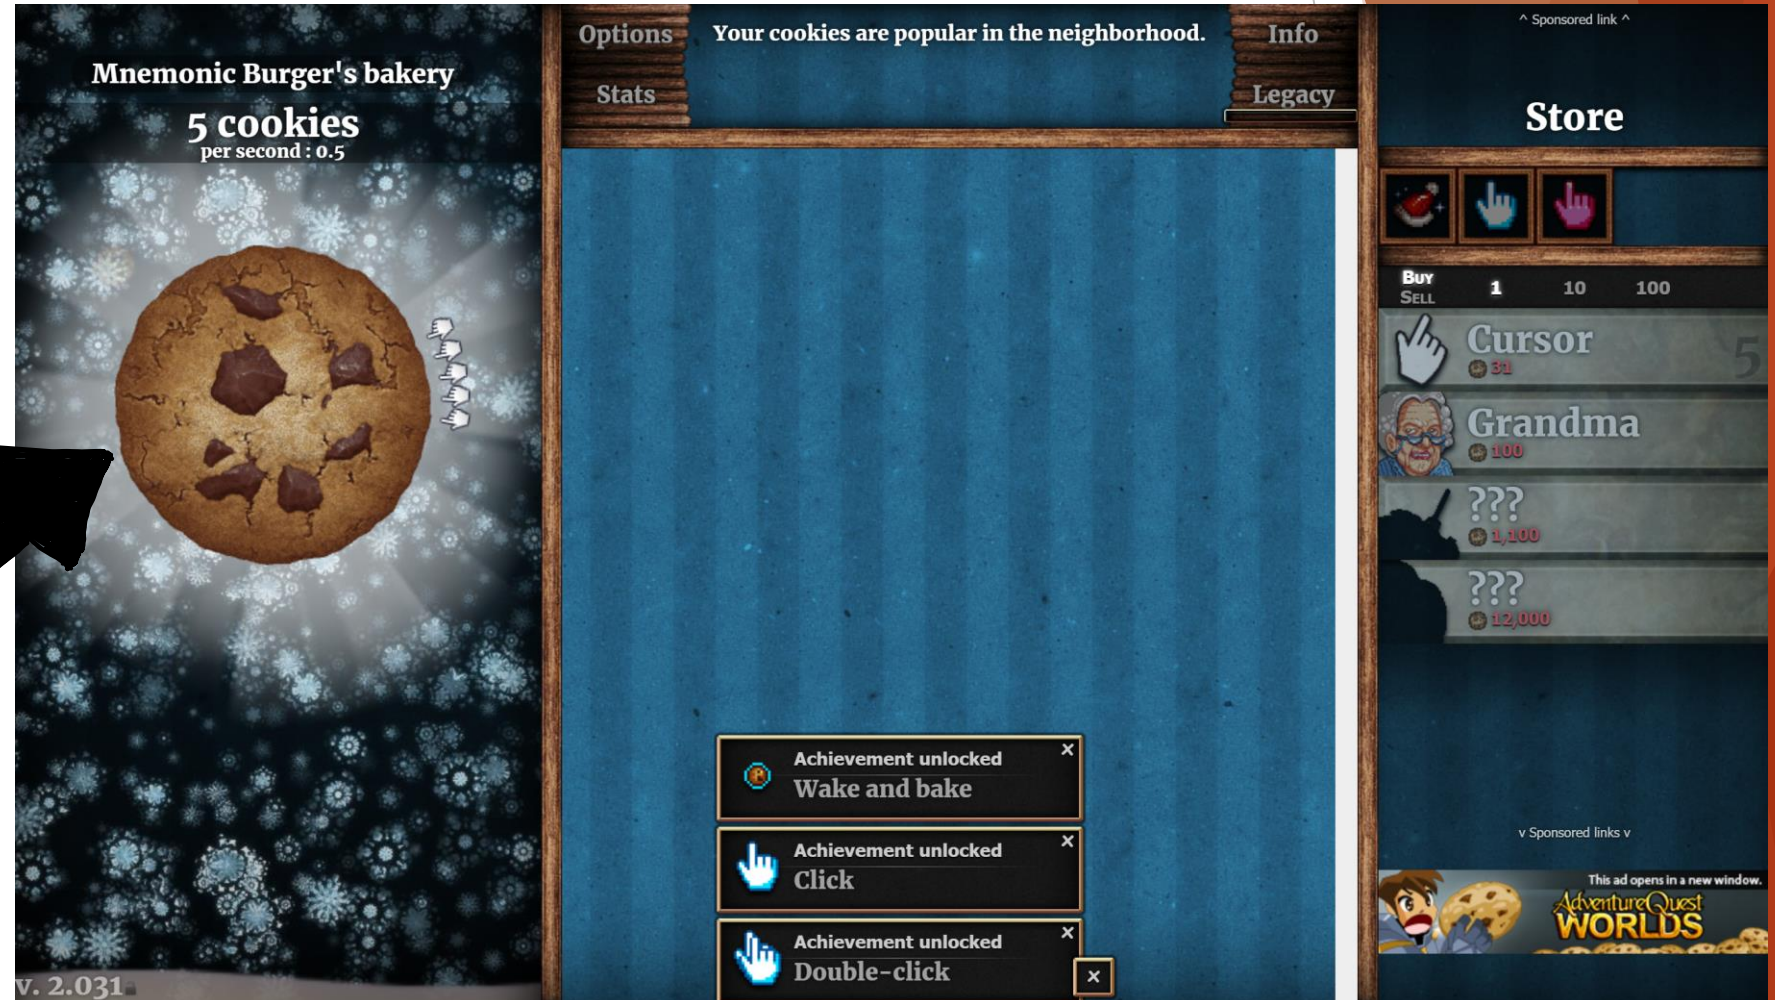 Mnemonic Burger's bakery
5 cookies
per second : 0.5
v. 2.031
Options
Stats
Your cookies are popular in the neighborhood.
Info
Legacy
Achievement unlocked
Wake and bake
x
Achievement unlocked
Click
x
Achievement unlocked
Double-click
x
x
^ Sponsored link ^
Store
Buy
Sell
1 10 100
Cursor
31
5
Grandma
100
???
1,100
???
12,000
v Sponsored links v
This ad opens in a new window.
AdventureQuest
WORLDS